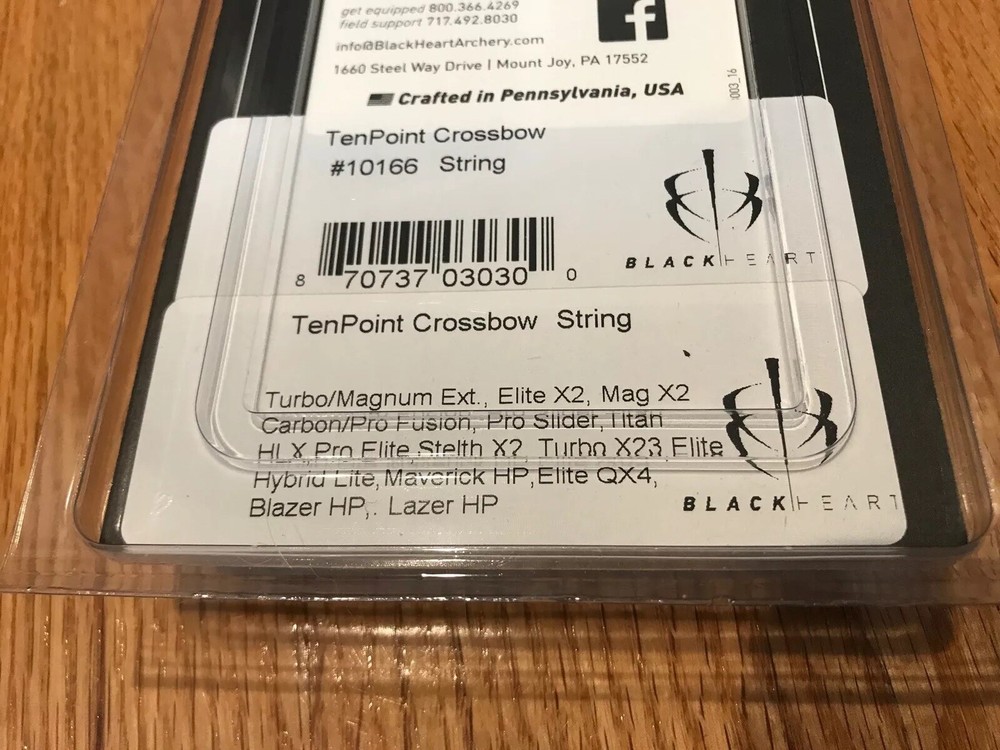 get equipped 800.366.4269
field support 717.492.8030
info@BlackHeartArchery.com
1660 Steel Way Drive | Mount Joy, PA 17552
Crafted in Pennsylvania, USA
003_16
TenPoint Crossbow
#10166 String
8 70737 03030 0
BLACKHEART
TenPoint Crossbow String
Turbo/Magnum Ext., Elite X2, Mag X2
Carbon/Pro Fusion, Pro Slider, Titan
HLX,Pro Elite,Stelth X2, Turbo X23,Elite
Hybrid Lite,Maverick HP,Elite QX4,
Blazer HP,. Lazer HP
BLACKHEART